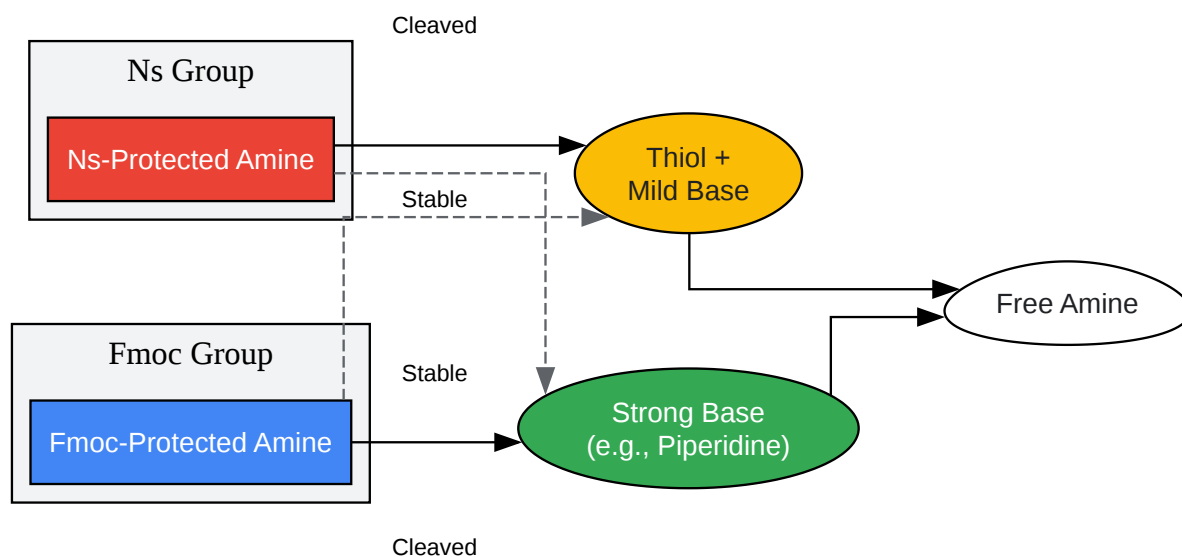 Cleaved
Ns Group
Ns-Protected Amine
Thiol +
Mild Base
Stable
Free Amine
Fmoc Group
Stable
Fmoc-Protected Amine
Strong Base
(e.g., Piperidine)
Cleaved